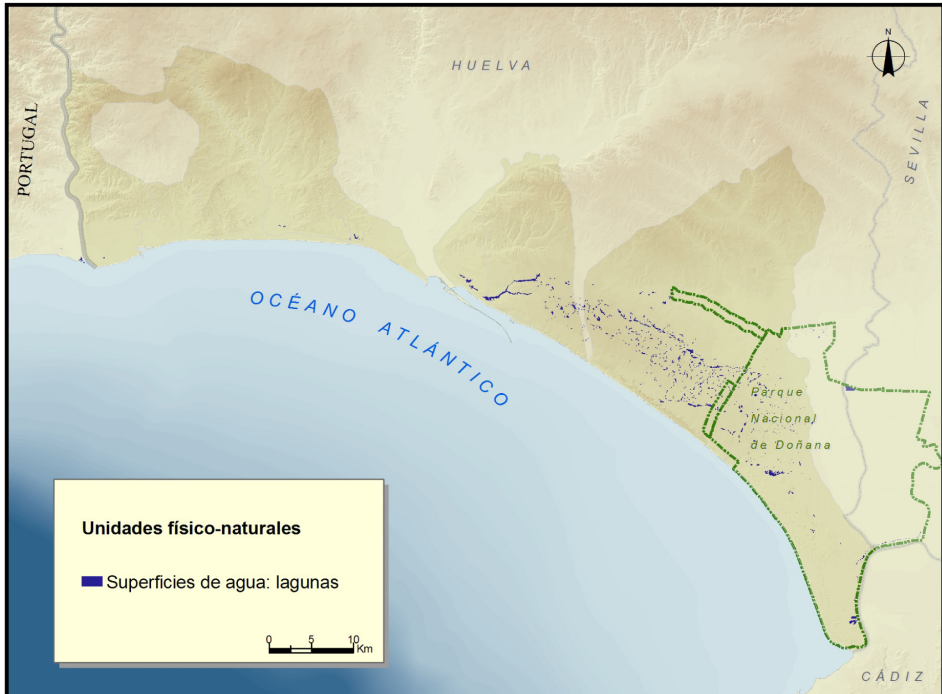 N
HUELVA
PORTUGAL
SEVILLA
OCÉANO ATLÁNTICO
Parque
Nacional
de Doñana
Unidades físico-naturales
Superficies de agua: lagunas
0 5 10
Km
CÁDIZ